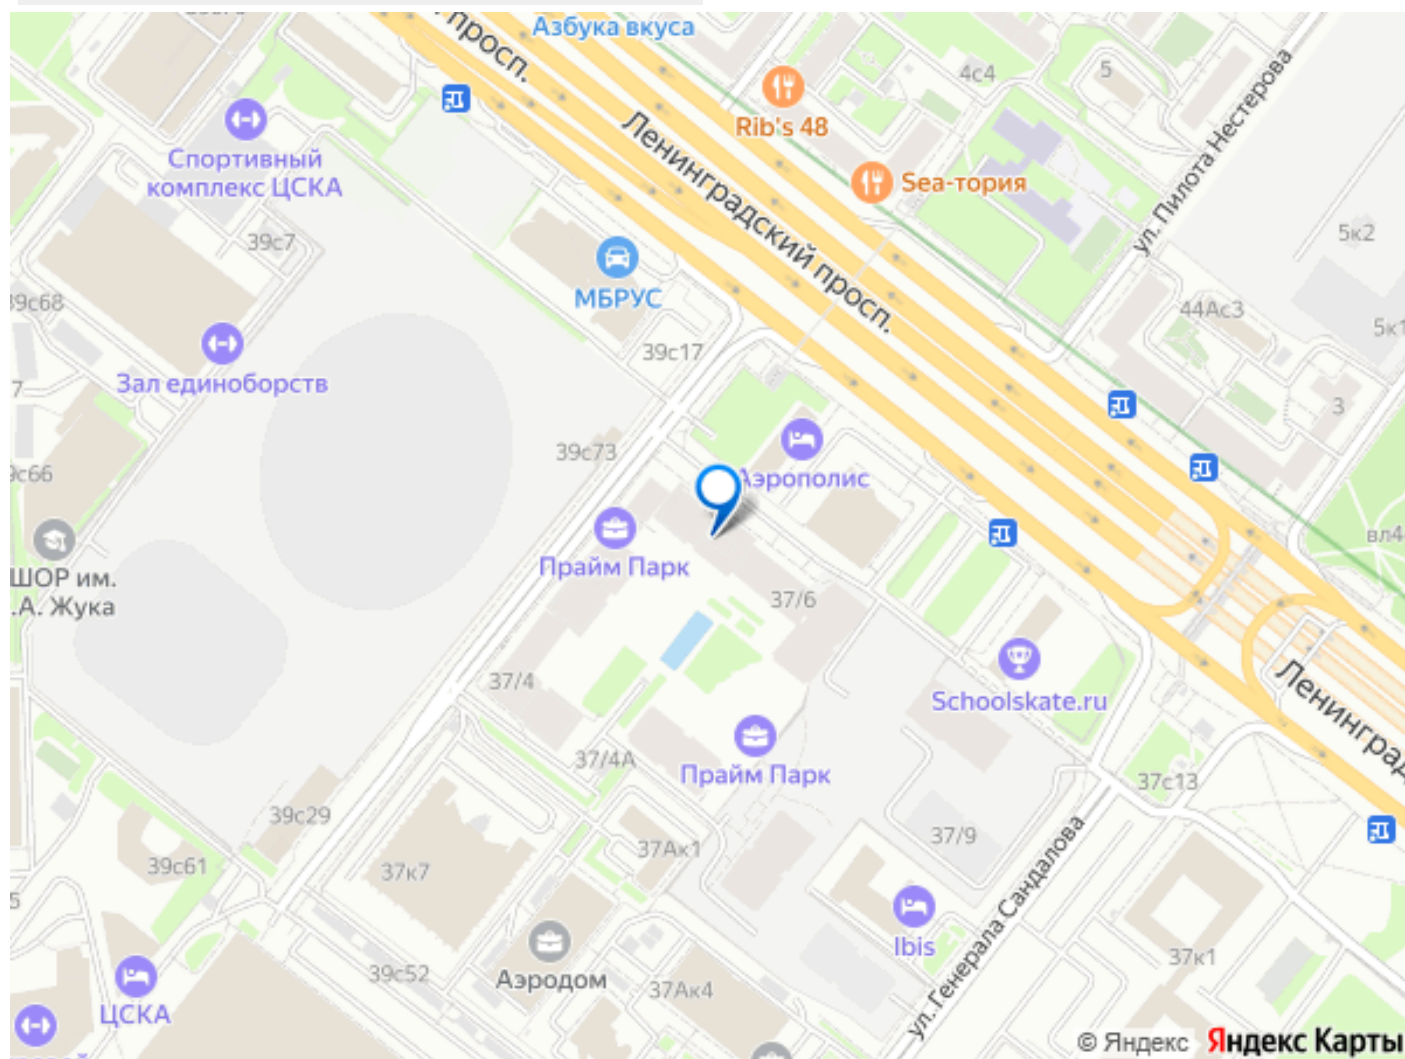 Азбука вкуса
просп.
4с4
5
Rib's 48
ул. Пилота Нестерова
Спортивный
комплекс ЦСКА
Ленинградский просп.
Sea-тория
39с7
5к2
МБРУС
39с68
44Ас3
5к1
39с17
Зал единоборств
7
3
39с73
Аэрополис
вл4
Прайм Парк
ШОР им.
.А. Жука
37/6
Schoolskate.ru
37/4
Ленинград
37/4А
Прайм Парк
37с13
39с29
37/9
37Ак1
39с61
37к7
5
ул. Генерала Сандалова
Ibis
37к1
39с52
Аэродом
37Ак4
ЦСКА
© Яндекс Яндекс Карты